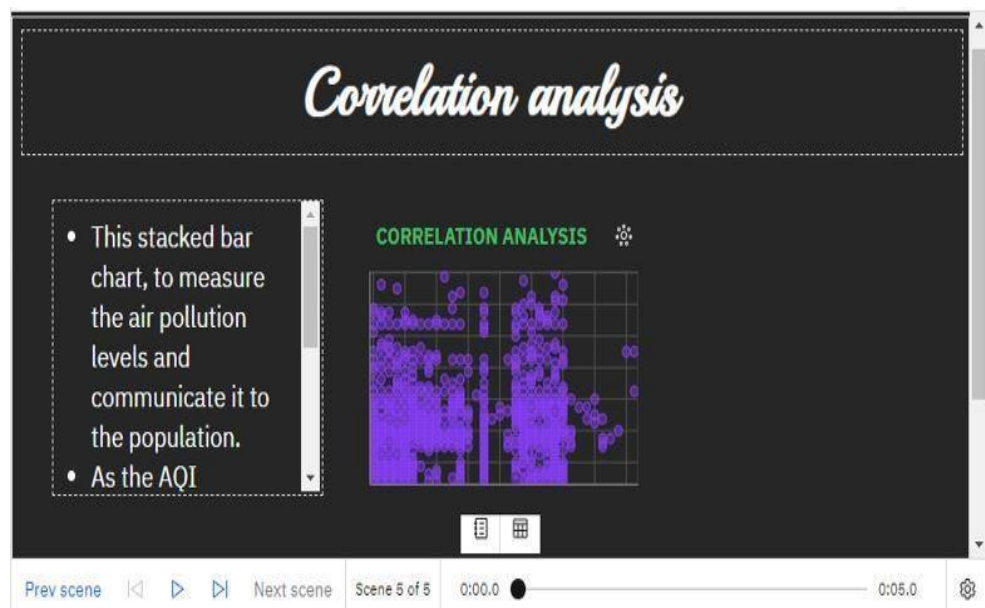 Correlation analysis
• This stacked bar
chart, to measure
the air pollution
levels and
communicate it to
the population.
• As the AQI
CORRELATION ANALYSIS
Prev scene
Next scene
Scene 5 of 5
0:00.0
0:05.0